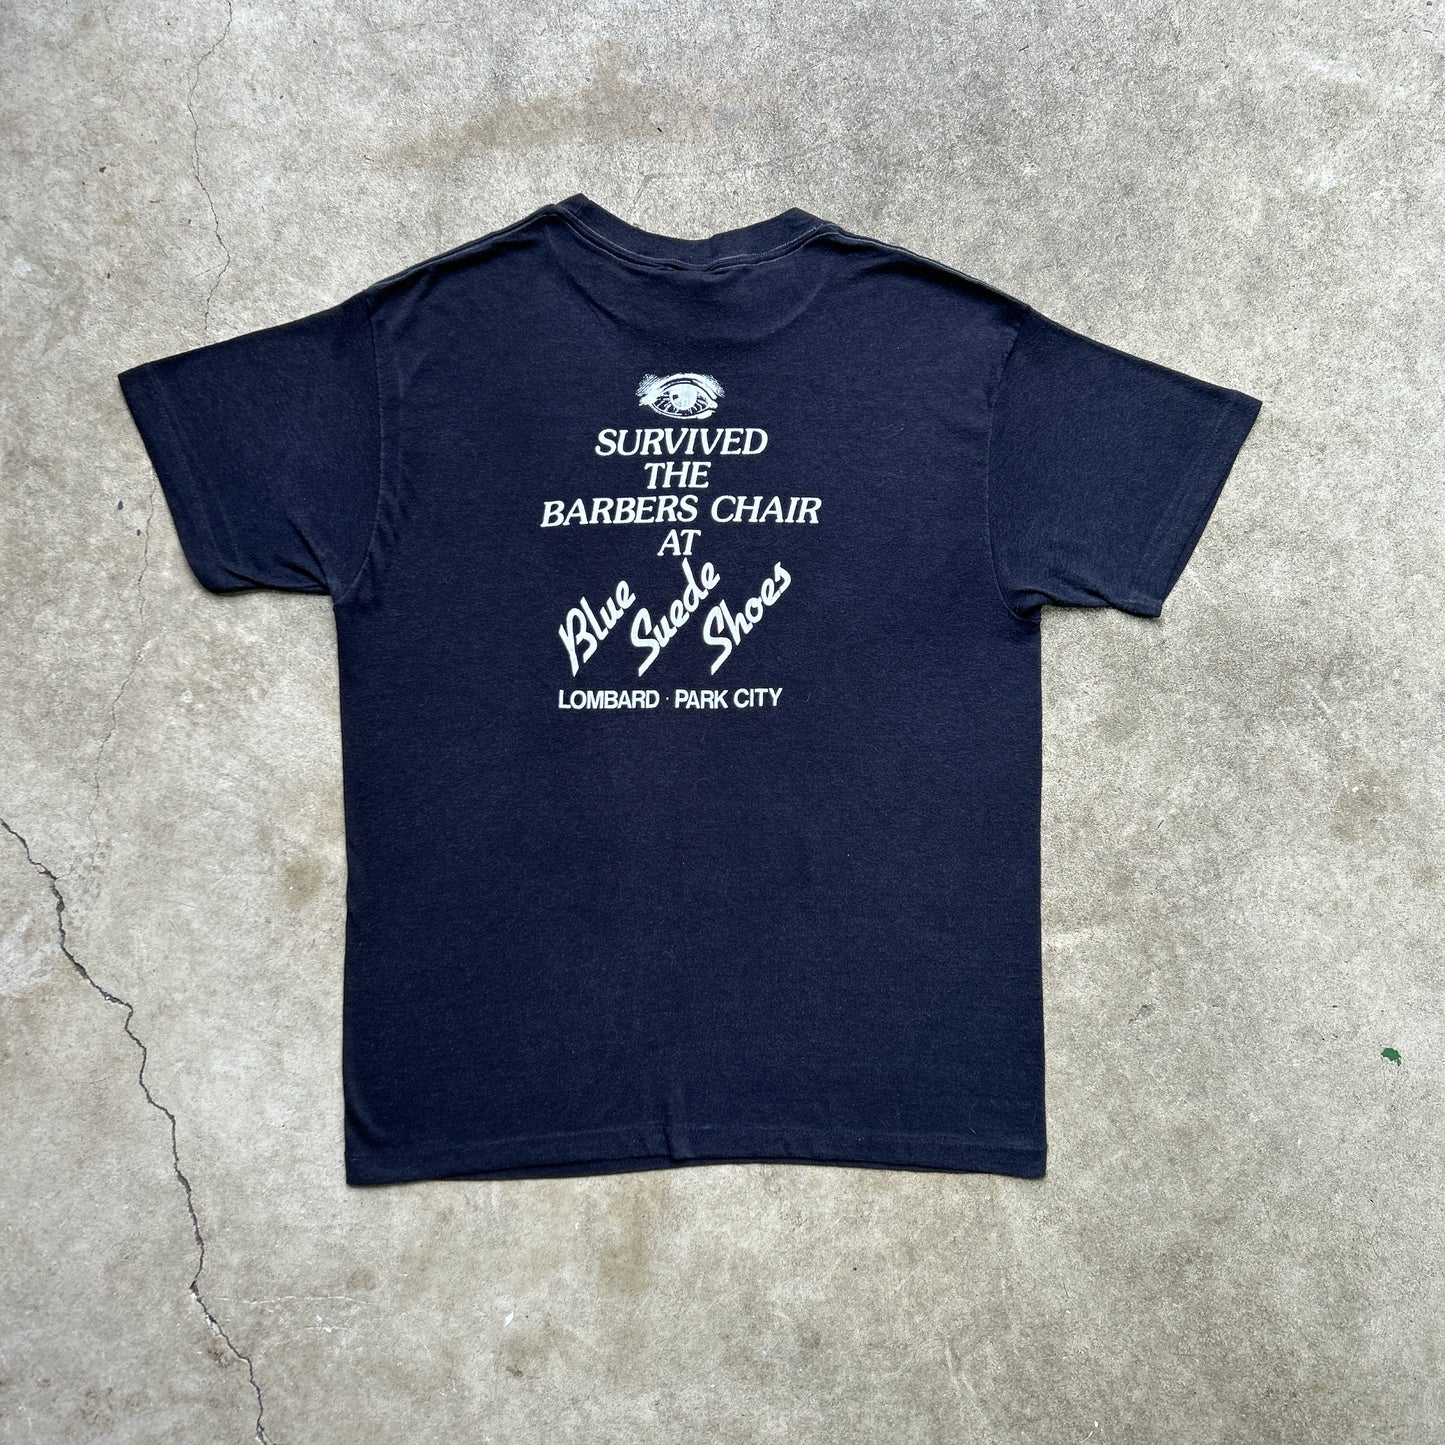 SURVIVED
THE
BARBERS CHAIR
AT
Blue Suede Shoes
LOMBARD · PARK CITY